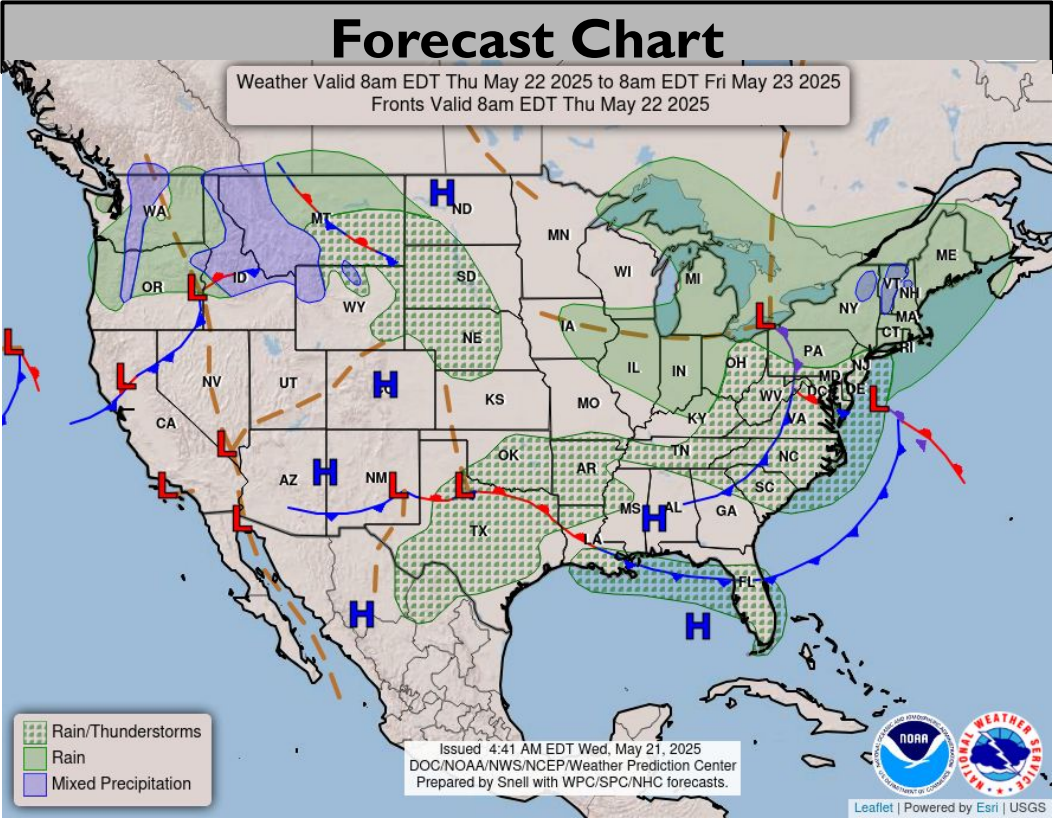 Forecast Chart
Weather Valid 8am EDT Thu May 22 2025 to 8am EDT Fri May 23 2025
Fronts Valid 8am EDT Thu May 22 2025
H
ND
WA
MT
MN
ME
OR
L
ID
WY
SD
WI
MI
NY
VT
NH
MA
CT
RI
L
L
NE
IA
PA
NJ
OH
IL
IN
L
NV
UT
H
KS
MO
KY
WV
MD
DE
DC
VA
L
CA
L
OK
TN
NC
L
AZ
H
NM
L
L
AR
SC
L
TX
MS
H
AL
GA
LA
FL
H
H
Rain/Thunderstorms
Rain
Mixed Precipitation
Issued 4:41 AM EDT Wed, May 21, 2025
DOC/NOAA/NWS/NCEP/Weather Prediction Center
Prepared by Snell with WPC/SPC/NHC forecasts.
NOAA
NATIONAL WEATHER SERVICE
Leaflet | Powered by Esri | USGS